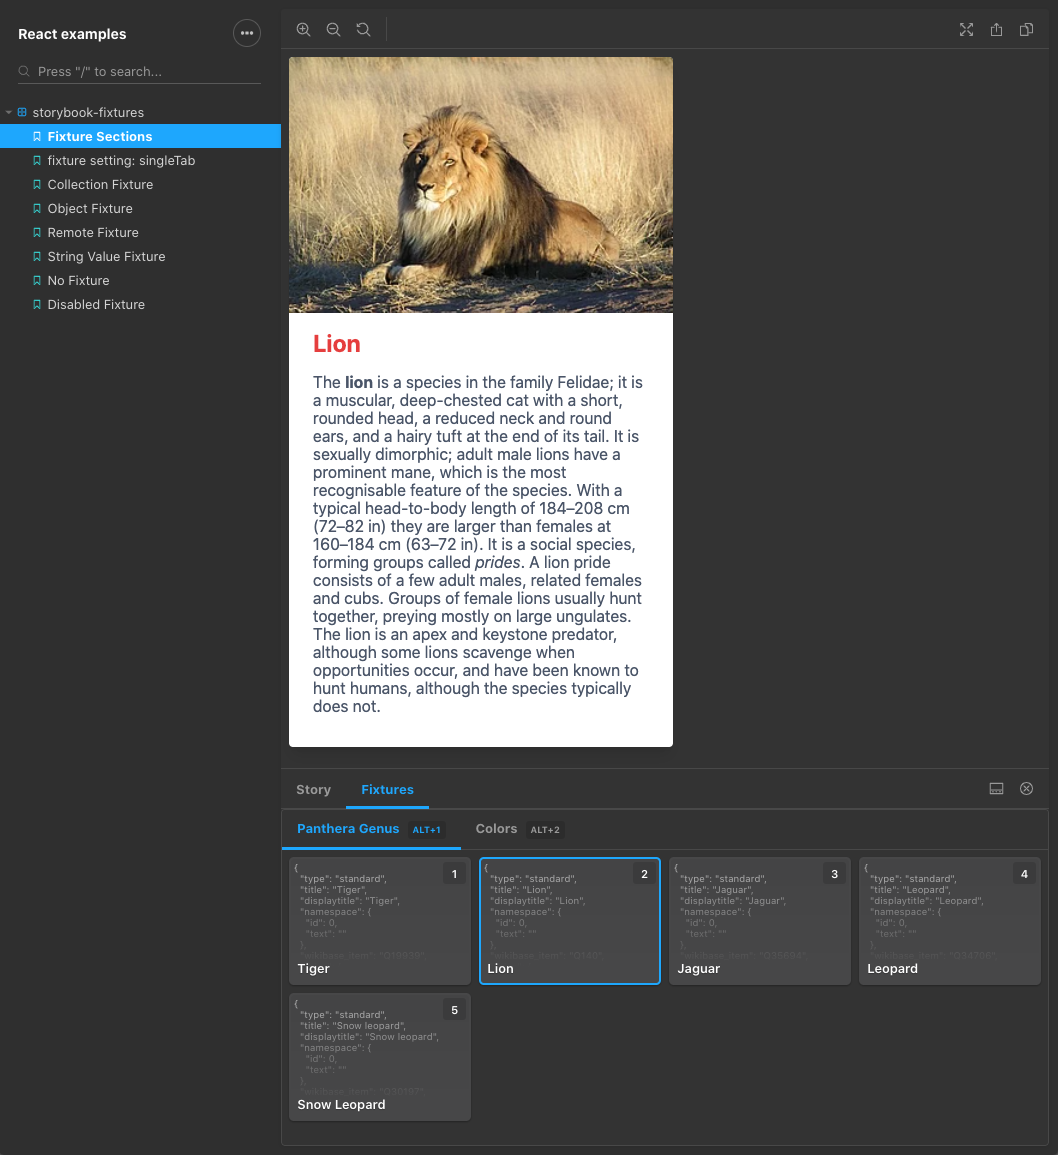 React examples
Press "/" to search...
storybook-fixtures
Fixture Sections
fixture setting: singleTab
Collection Fixture
Object Fixture
Remote Fixture
String Value Fixture
No Fixture
Disabled Fixture
Lion
The lion is a species in the family Felidae; it is
a muscular, deep-chested cat with a short,
rounded head, a reduced neck and round
ears, and a hairy tuft at the end of its tail. It is
sexually dimorphic; adult male lions have a
prominent mane, which is the most
recognisable feature of the species. With a
typical head-to-body length of 184–208 cm
(72–82 in) they are larger than females at
160–184 cm (63–72 in). It is a social species,
forming groups called prides. A lion pride
consists of a few adult males, related females
and cubs. Groups of female lions usually hunt
together, preying mostly on large ungulates.
The lion is an apex and keystone predator,
although some lions scavenge when
opportunities occur, and have been known to
hunt humans, although the species typically
does not.
Story Fixtures
Panthera Genus ALT+1 Colors ALT+2
{
"type": "standard",
"title": "Tiger",
"displaytitle": "Tiger",
"namespace": {
"id": 0,
"text": ""
},
1
Tiger
{
"type": "standard",
"title": "Lion",
"displaytitle": "Lion",
"namespace": {
"id": 0,
"text": ""
},
2
Lion
{
"type": "standard",
"title": "Jaguar",
"displaytitle": "Jaguar",
"namespace": {
"id": 0,
"text": ""
},
3
Jaguar
{
"type": "standard",
"title": "Leopard",
"displaytitle": "Leopard",
"namespace": {
"id": 0,
"text": ""
},
4
Leopard
{
"type": "standard",
"title": "Snow leopard",
"displaytitle": "Snow leopard",
"namespace": {
"id": 0,
"text": ""
},
5
Snow Leopard